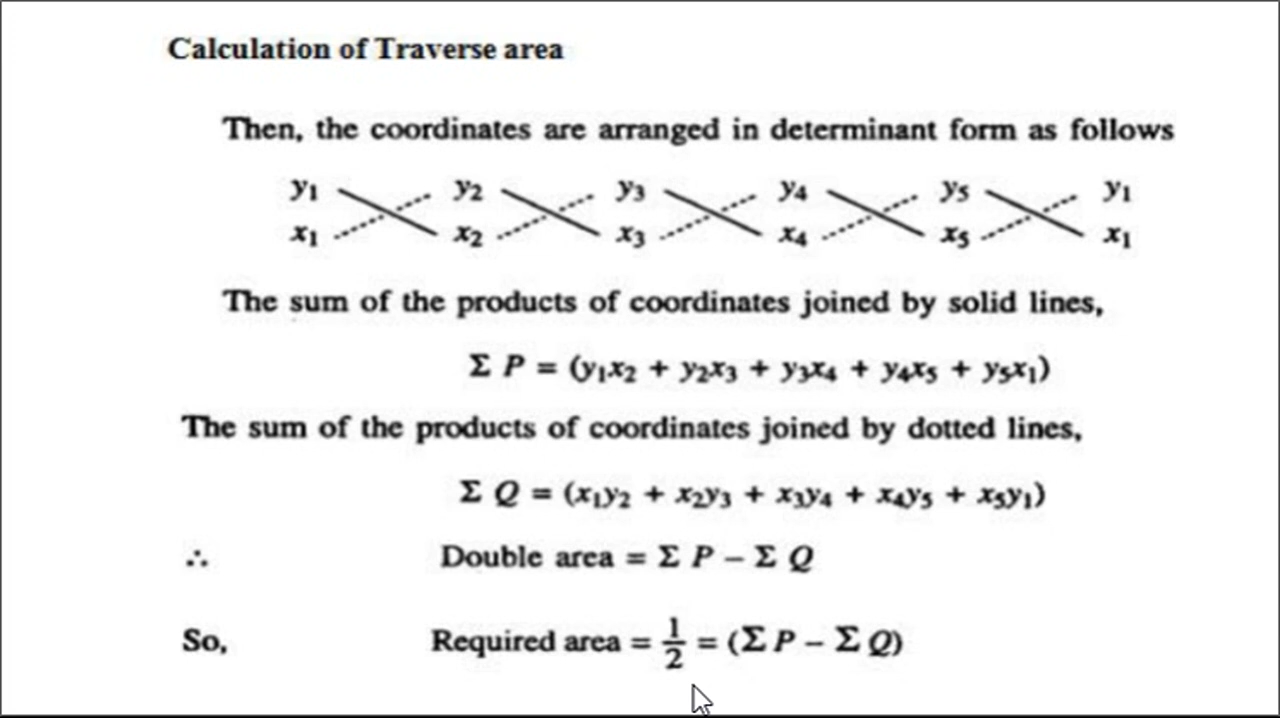 Calculation of Traverse area
Then, the coordinates are arranged in determinant form as follows
y₁ y₂ y₃ y₄ y₅ y₁
x₁ x₂ x₃ x₄ x₅ x₁
The sum of the products of coordinates joined by solid lines,
Σ P = (y₁x₂ + y₂x₃ + y₃x₄ + y₄x₅ + y₅x₁)
The sum of the products of coordinates joined by dotted lines,
Σ Q = (x₁y₂ + x₂y₃ + x₃y₄ + x₄y₅ + x₅y₁)
∴ Double area = Σ P – Σ Q
So, Required area = 1/2 = (Σ P – Σ Q)